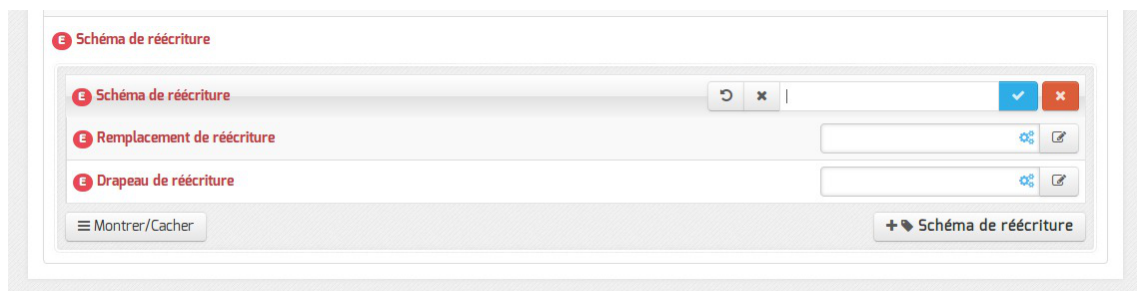 E Schéma de réécriture
E Schéma de réécriture
E Remplacement de réécriture
E Drapeau de réécriture
Montrer/Cacher
Schéma de réécriture